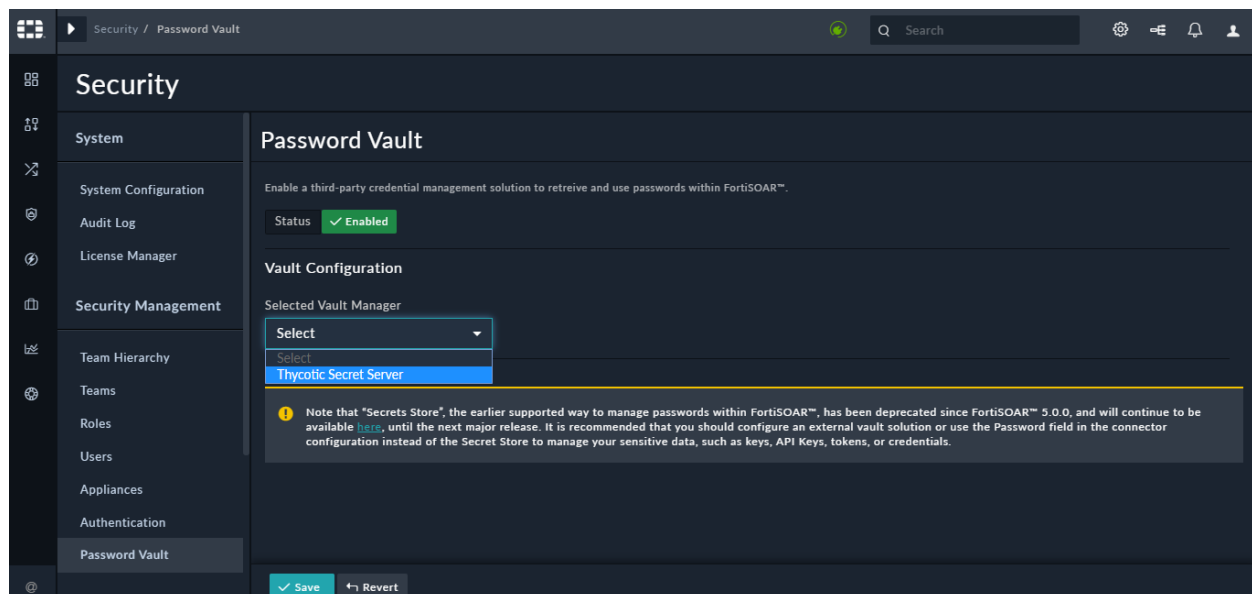 Security / Password Vault
Search
Security
System
System Configuration
Audit Log
License Manager
Security Management
Team Hierarchy
Teams
Roles
Users
Appliances
Authentication
Password Vault
@
Password Vault
Enable a third-party credential management solution to retreive and use passwords within FortiSOAR™.
Status
Enabled
Vault Configuration
Selected Vault Manager
Select
Select
Thycotic Secret Server
Note that "Secrets Store", the earlier supported way to manage passwords within FortiSOAR™, has been deprecated since FortiSOAR™ 5.0.0, and will continue to be
available here, until the next major release. It is recommended that you should configure an external vault solution or use the Password field in the connector
configuration instead of the Secret Store to manage your sensitive data, such as keys, API Keys, tokens, or credentials.
Save
Revert